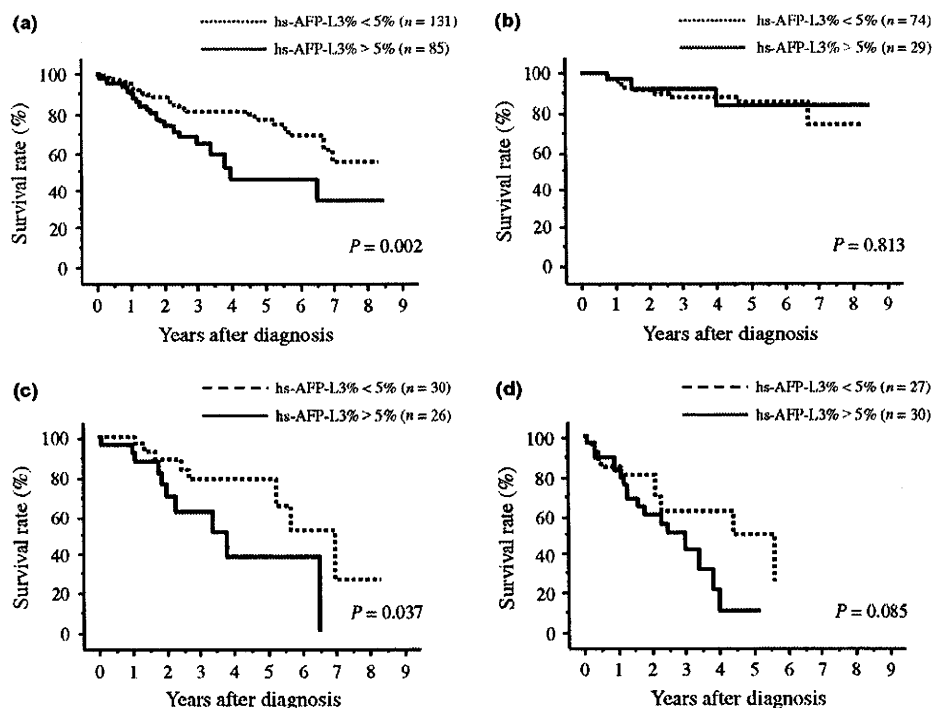 (a)
hs-AFP-L3% < 5% (n = 131)
hs-AFP-L3% > 5% (n = 85)
100
80
60
40
20
0
Survival rate (%)
P = 0.002
0 1 2 3 4 5 6 7 8 9
Years after diagnosis
(b)
hs-AFP-L3% < 5% (n = 74)
hs-AFP-L3% > 5% (n = 29)
100
80
60
40
20
0
Survival rate (%)
P = 0.813
0 1 2 3 4 5 6 7 8 9
Years after diagnosis
(c)
hs-AFP-L3% < 5% (n = 30)
hs-AFP-L3% > 5% (n = 26)
100
80
60
40
20
0
Survival rate (%)
P = 0.037
0 1 2 3 4 5 6 7 8 9
Years after diagnosis
(d)
hs-AFP-L3% < 5% (n = 27)
hs-AFP-L3% > 5% (n = 30)
100
80
60
40
20
0
Survival rate (%)
P = 0.085
0 1 2 3 4 5 6 7 8 9
Years after diagnosis